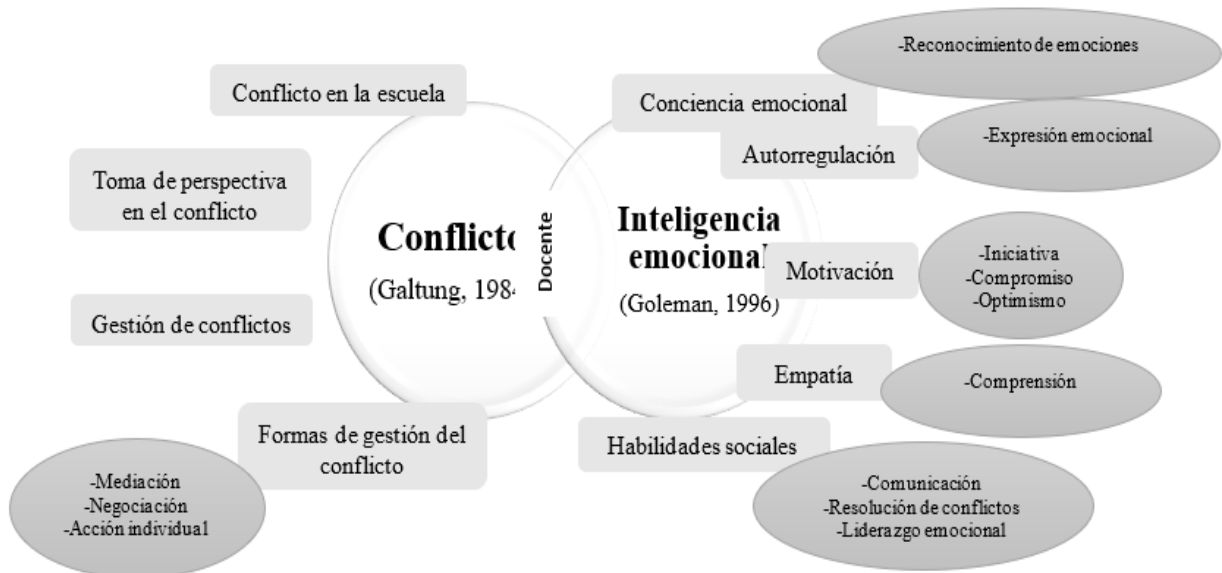 Conflicto en la escuela
Toma de perspectiva
en el conflicto
Gestión de conflictos
Formas de gestión del
conflicto
-Mediación
-Negociación
-Acción individual
Conflicto
(Galtung, 198
Docente
Inteligencia
emocional
(Goleman, 1996)
Conciencia emocional
-Reconocimiento de emociones
Autorregulación
-Expresión emocional
Motivación
-Iniciativa
-Compromiso
-Optimismo
Empatía
-Comprensión
Habilidades sociales
-Comunicación
-Resolución de conflictos
-Liderazgo emocional